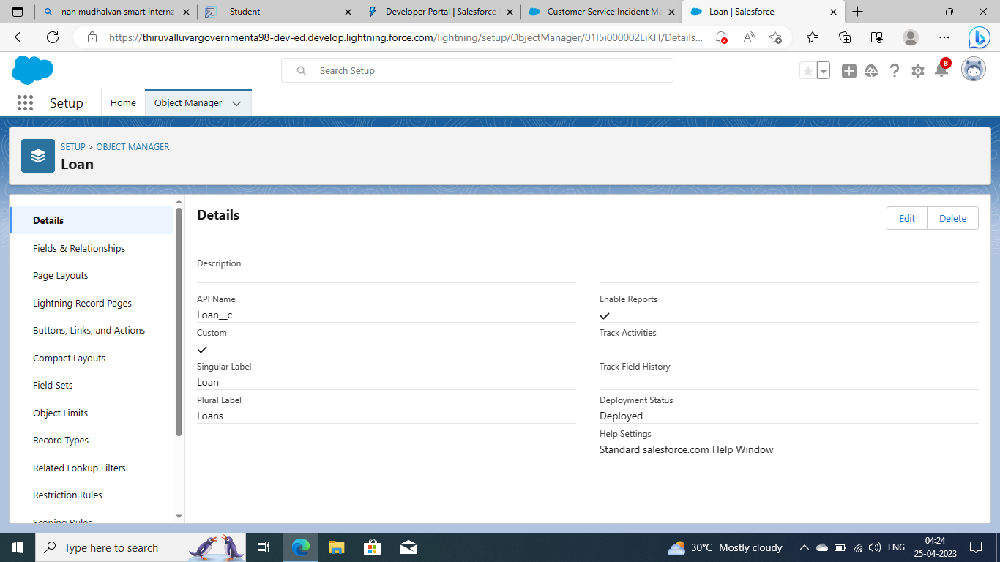 nan mudhalvan smart internz
- Student
Developer Portal | Salesforce
Customer Service Incident Ma
Loan | Salesforce
https://thiruvalluvargovernmenta98-dev-ed.develop.lightning.force.com/lightning/setup/ObjectManager/01I5i000002EiKH/Details...
Search Setup
8
Setup
Home
Object Manager
SETUP > OBJECT MANAGER
Loan
Details
Fields & Relationships
Page Layouts
Lightning Record Pages
Buttons, Links, and Actions
Compact Layouts
Field Sets
Object Limits
Record Types
Related Lookup Filters
Restriction Rules
Scoping Rules
Details
Edit
Delete
Description
API Name
Loan__c
Custom
Singular Label
Loan
Plural Label
Loans
Enable Reports
Track Activities
Track Field History
Deployment Status
Deployed
Help Settings
Standard salesforce.com Help Window
Type here to search
30°C Mostly cloudy
ENG
04:24
25-04-2023